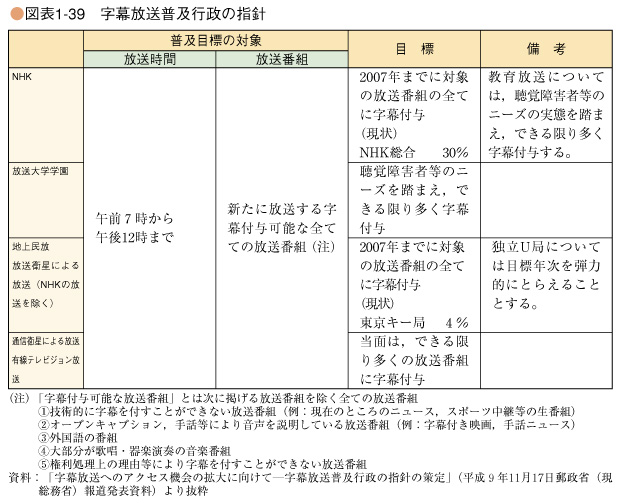 ●図表1-39　字幕放送普及行政の指針
普及目標の対象
目　標
備　考
放送時間
放送番組
NHK
午前７時から
午後12時まで
新たに放送する字
幕付与可能な全て
ての放送番組（注）
2007年までに対象
の放送番組の全て
に字幕付与
（現状）
NHK総合　　30％
教育放送について
は，聴覚障害者等の
ニーズの実態を踏ま
え，できる限り多く
字幕付与する。
放送大学学園
聴覚障害者等のニ
ーズを踏まえ，で
きる限り多く字幕
付与
地上民放
放送衛星による
放送（NHKの放
送を除く）
2007年までに対象
の放送番組の全て
に字幕付与
（現状）
東京キー局　　４％
独立Ｕ局について
は目標年次を弾力
的にとらえること
とする。
通信衛星による放送
有線テレビジョン放
送
当面は，できる限
り多くの放送番組
に字幕付与
（注）「字幕付与可能な放送番組」とは次に掲げる放送番組を除く全ての放送番組
①技術的に字幕を付すことができない放送番組（例：現在のところのニュース，スポーツ中継等の生番組）
②オープンキャプション，手話等により音声を説明している放送番組（例：字幕付き映画，手話ニュース）
③外国語の番組
④大部分が歌唱・器楽演奏の音楽番組
⑤権利処理上の理由等により字幕を付すことができない放送番組
資料：「字幕放送へのアクセス機会の拡大に向けて―字幕放送普及行政の指針の策定」（平成９年11月17日郵政省（現
総務省）報道発表資料）より抜粋